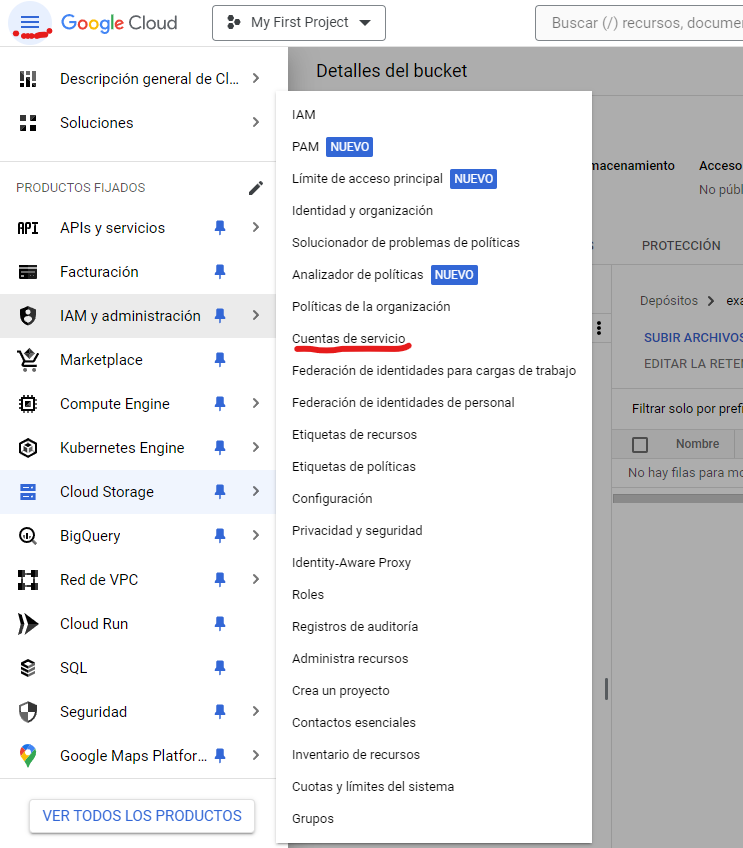 Google Cloud
My First Project
Buscar (/) recursos, documen
Descripción general de Cl...
Soluciones
PRODUCTOS FIJADOS
API APIs y servicios
Facturación
IAM y administración
Marketplace
Compute Engine
Kubernetes Engine
Cloud Storage
BigQuery
Red de VPC
Cloud Run
SQL
Seguridad
Google Maps Platfor...
VER TODOS LOS PRODUCTOS
IAM
PAM NUEVO
Límite de acceso principal NUEVO
Identidad y organización
Solucionador de problemas de políticas
Analizador de políticas NUEVO
Políticas de la organización
Cuentas de servicio
Federación de identidades para cargas de trabajo
Federación de identidades de personal
Etiquetas de recursos
Etiquetas de políticas
Configuración
Privacidad y seguridad
Identity-Aware Proxy
Roles
Registros de auditoría
Administra recursos
Crea un proyecto
Contactos esenciales
Inventario de recursos
Cuotas y límites del sistema
Grupos
Detalles del bucket
macenamiento Acceso
No públ
PROTECCIÓN
Depósitos > exa
SUBIR ARCHIVOS
EDITAR LA RETEN
Filtrar solo por prefi
Nombre
No hay filas para mo